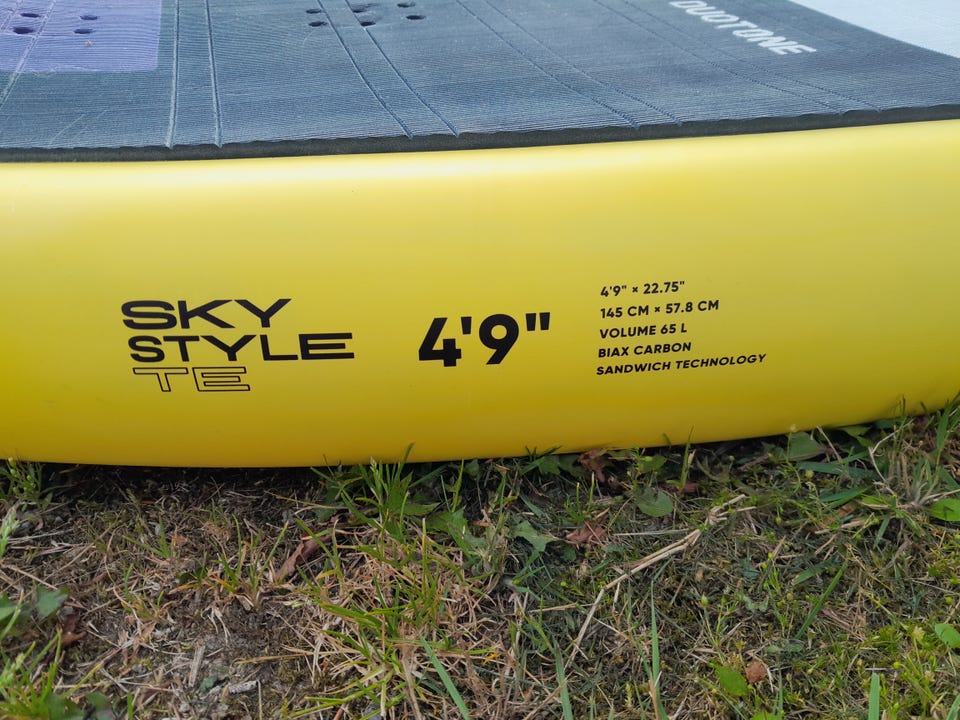 DUOTONE
SKY
STYLE
TE
4'9"
4'9" × 22.75"
145 CM × 57.8 CM
VOLUME 65 L
BIAX CARBON
SANDWICH TECHNOLOGY